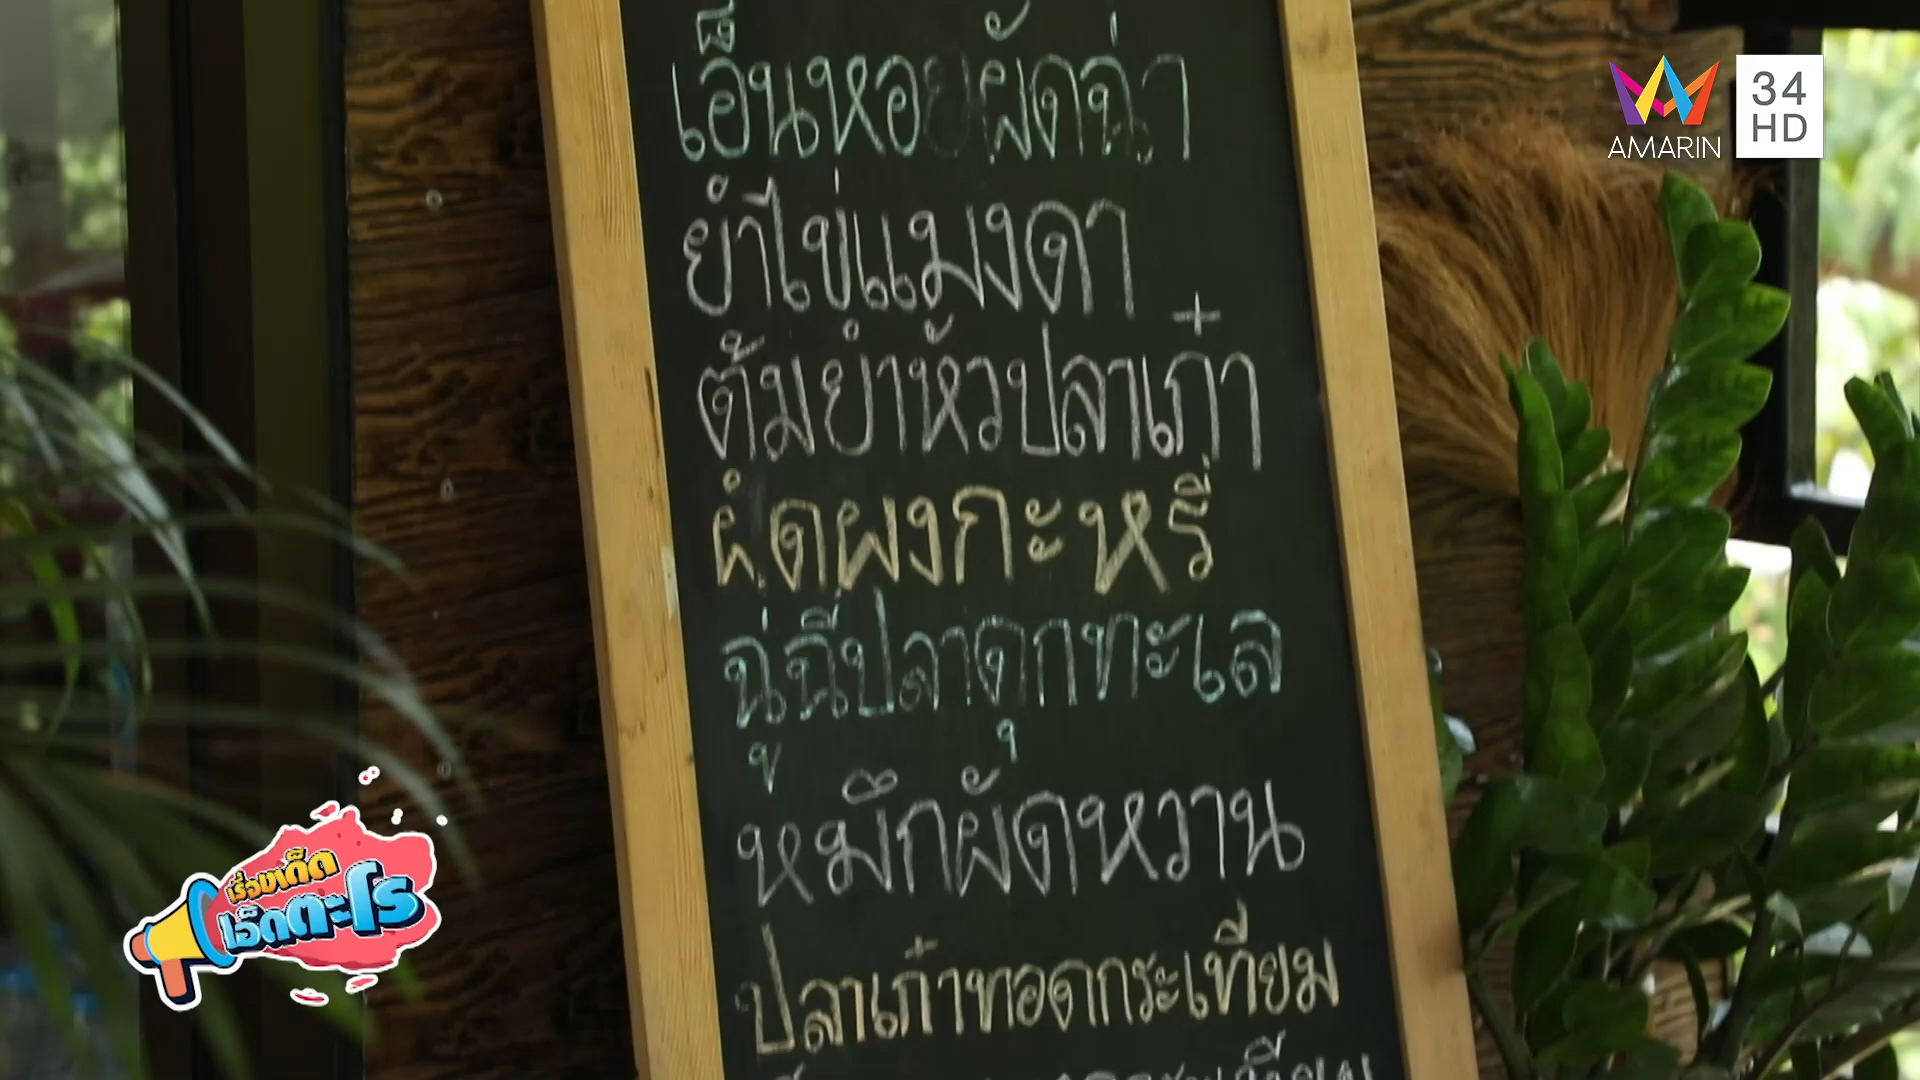 เอ็นหอยผัดฉ่า
ยำไข่แมงดา
ต้มยำหัวปลาเก๋า
ผัดผงกะหรี่
ฉู่ฉี่ปลาดุกทะเล
หมึกผัดหวาน
ปลาเก๋าทอดกระเทียม
AMARIN
34
HD
เรื่องเด็ด
เอ็ดตะโร